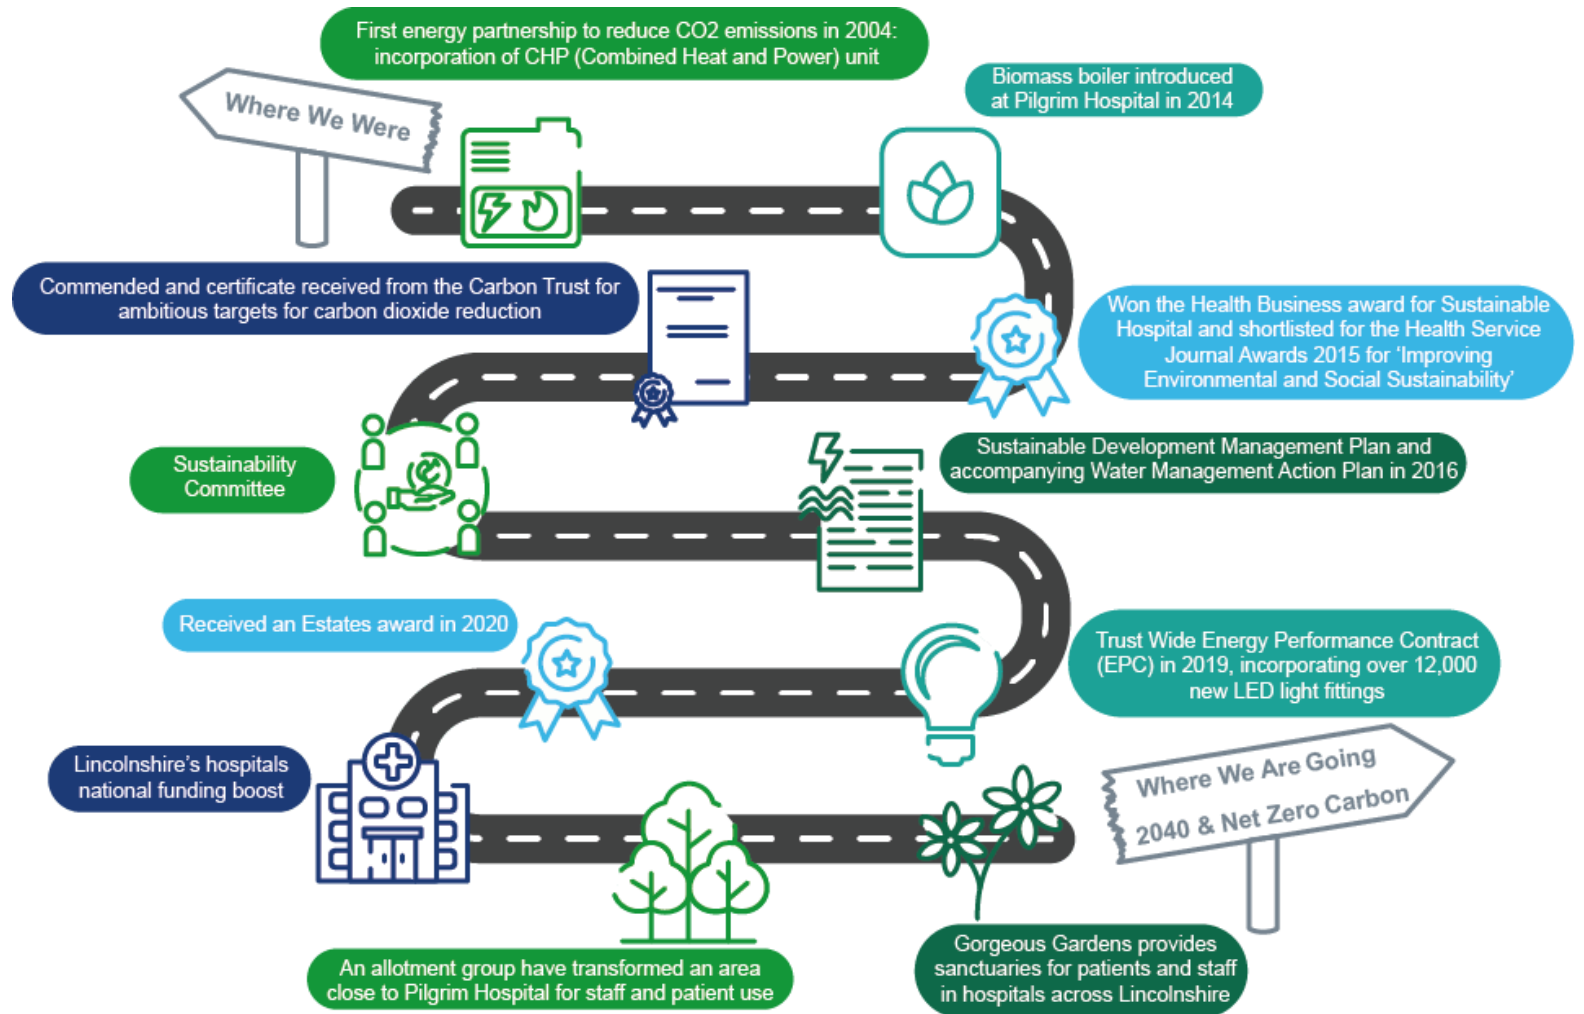 First energy partnership to reduce CO2 emissions in 2004:
incorporation of CHP (Combined Heat and Power) unit
Where We Were
Biomass boiler introduced
at Pilgrim Hospital in 2014
Won the Health Business award for Sustainable
Hospital and shortlisted for the Health Service
Journal Awards 2015 for ‘Improving
Environmental and Social Sustainability’
Commended and certificate received from the Carbon Trust for
ambitious targets for carbon dioxide reduction
Sustainability
Committee
Sustainable Development Management Plan and
accompanying Water Management Action Plan in 2016
Trust Wide Energy Performance Contract
(EPC) in 2019, incorporating over 12,000
new LED light fittings
Received an Estates award in 2020
Lincolnshire’s hospitals
national funding boost
An allotment group have transformed an area
close to Pilgrim Hospital for staff and patient use
Gorgeous Gardens provides
sanctuaries for patients and staff
in hospitals across Lincolnshire
Where We Are Going
2040 & Net Zero Carbon